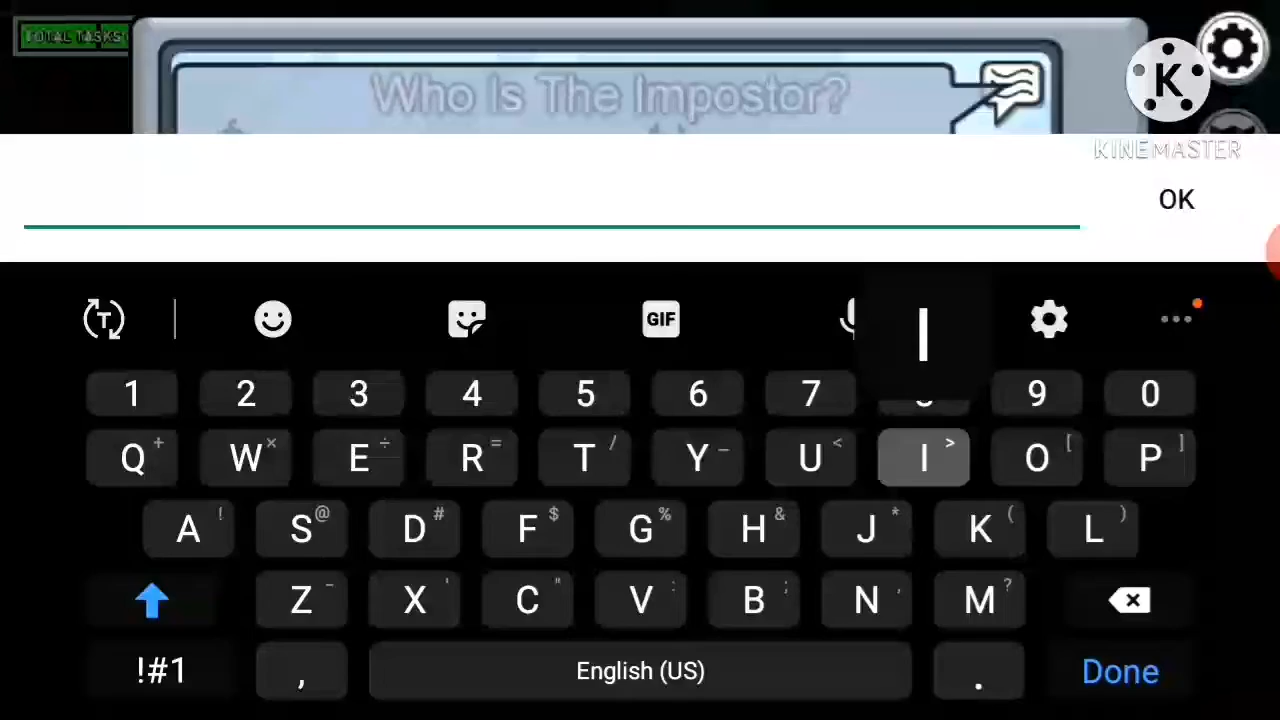 TOTAL TASKS
Who Is The Impostor?
K
KINEMASTER
OK
T
GIF
I
1 2 3 4 5 6 7 9 0
Q + W × E ÷ R = T / Y _ U < I > O [ P ]
A ! S @ D # F $ G % H & J * K ( L )
Z - X ' C " V : B ; N , M ?
!#1 , English (US) . Done